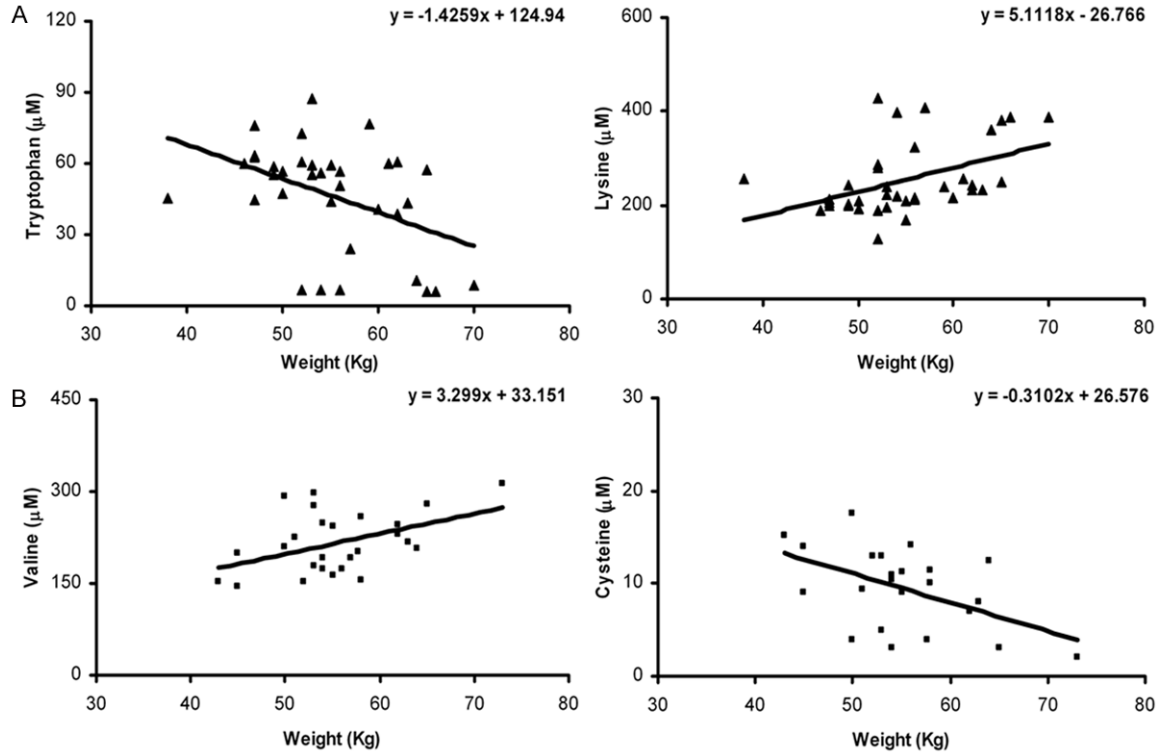 A
y = -1.4259x + 124.94
120
90
60
30
0
Tryptophan (μM)
30 40 50 60 70 80
Weight (Kg)
y = 5.1118x - 26.766
600
400
200
0
Lysine (μM)
30 40 50 60 70 80
Weight (Kg)
B
y = 3.299x + 33.151
450
300
150
0
Valine (μM)
30 40 50 60 70 80
Weight (Kg)
y = -0.3102x + 26.576
30
20
10
0
Cysteine (μM)
30 40 50 60 70 80
Weight (Kg)